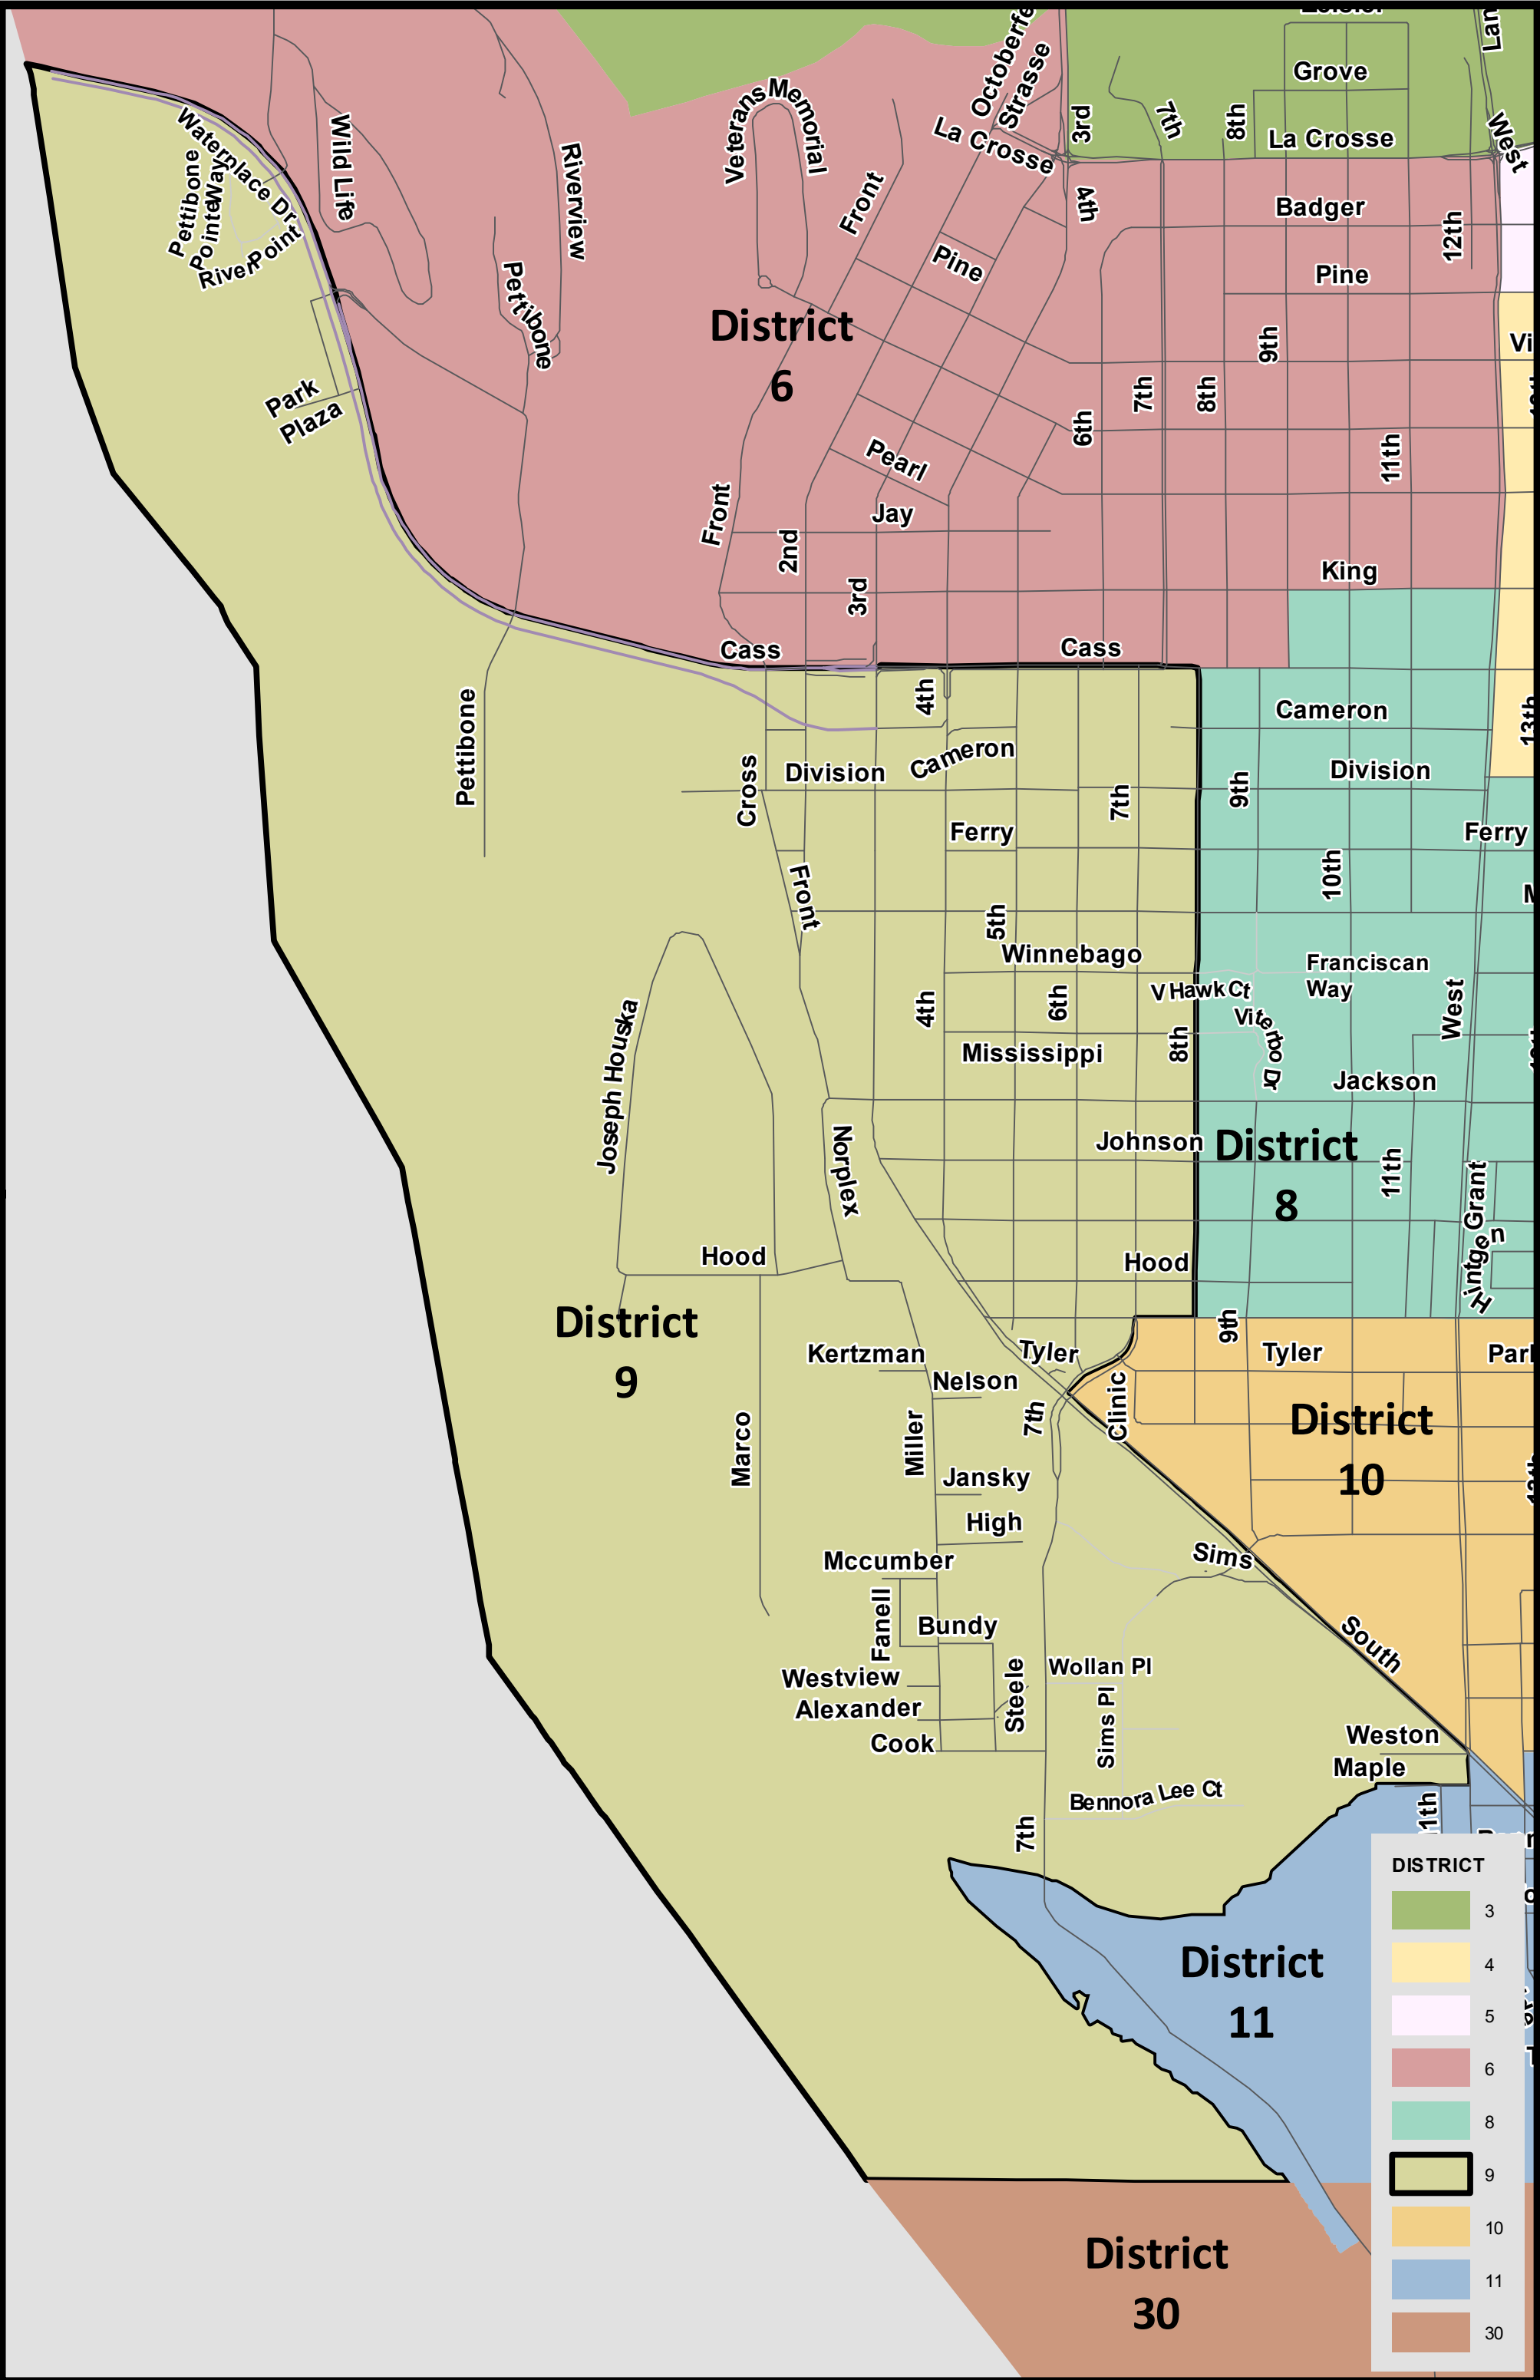 Grove
La Crosse
West
3rd
7th
8th
Octoberfest
Strasse
La Crosse
Veterans Memorial
Front
4th
Badger
12th
Pine
Pine
Waterplace Dr
Pettibone
Pointe Way
River Point
Wild Life
Riverview
Pettibone
District
6
9th
7th
8th
6th
11th
Park
Plaza
Pearl
Front
Jay
2nd
3rd
King
Cass
Cass
4th
Cameron
13th
Pettibone
Cross
Division
Cameron
7th
9th
Division
Ferry
Ferry
10th
Front
5th
Winnebago
Franciscan
Way
V Hawk Ct
Viterbo Dr
West
4th
6th
8th
Mississippi
Jackson
Joseph Houska
Norplex
Johnson
District
8
11th
Grant
Hintgen
Hood
Hood
District
9
9th
Tyler
Tyler
Kertzman
Nelson
7th
Clinic
District
10
Marco
Miller
Jansky
High
Mccumber
Sims
Fanell
Bundy
South
Westview
Steele
Wollan Pl
Alexander
Sims Pl
Cook
Weston
Maple
Bennora Lee Ct
7th
DISTRICT
3
4
5
6
8
9
10
11
30
District
11
District
30